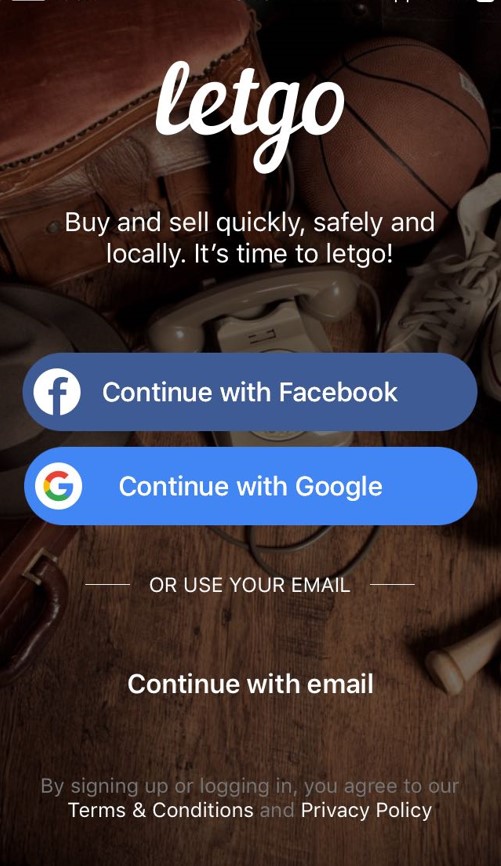 letgo
Buy and sell quickly, safely and
locally. It’s time to letgo!
Continue with Facebook
Continue with Google
OR USE YOUR EMAIL
Continue with email
By signing up or logging in, you agree to our
Terms & Conditions and Privacy Policy